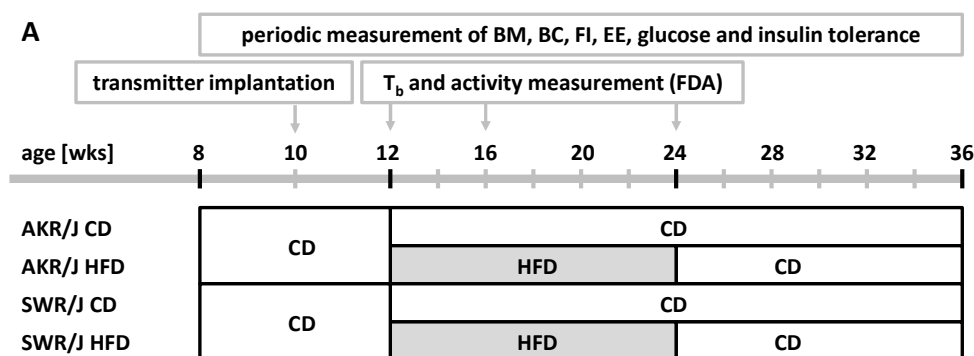 A
periodic measurement of BM, BC, FI, EE, glucose and insulin tolerance
transmitter implantation
Tb and activity measurement (FDA)
age [wks] 8 10 12 16 20 24 28 32 36
AKR/J CD
CD
CD
AKR/J HFD
HFD
CD
SWR/J CD
CD
CD
SWR/J HFD
HFD
CD